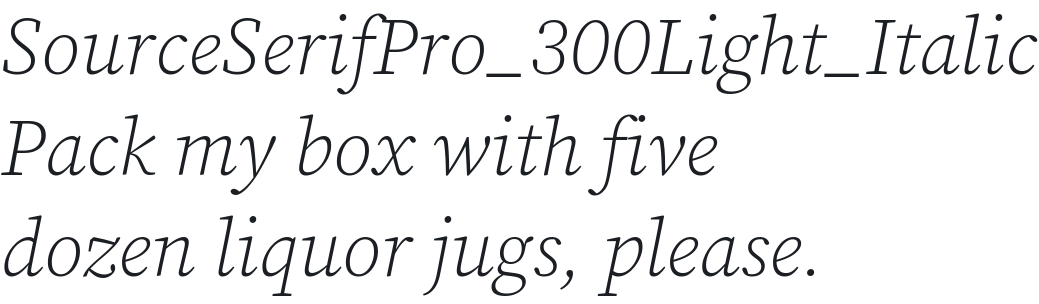 SourceSerifPro_300Light_Italic
Pack my box with five
dozen liquor jugs, please.